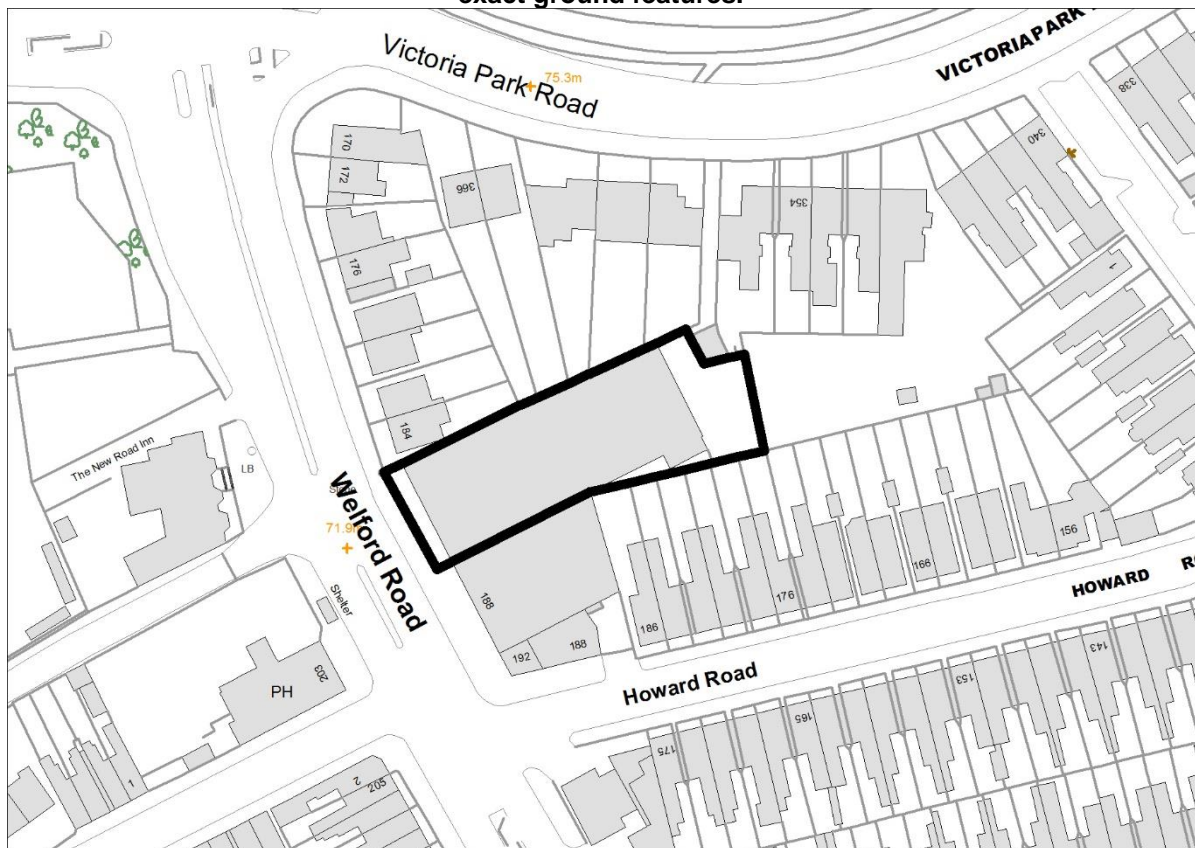 exact ground features.
Victoria Park Road
75.3m
VICTORIA PARK
338
340
170
172
366
354
176
1
184
The New Road Inn
LB
Welford Road
71.9m
Shelter
188
186
176
166
156
HOWARD
192
188
203
PH
Howard Road
143
153
165
175
1
2
205